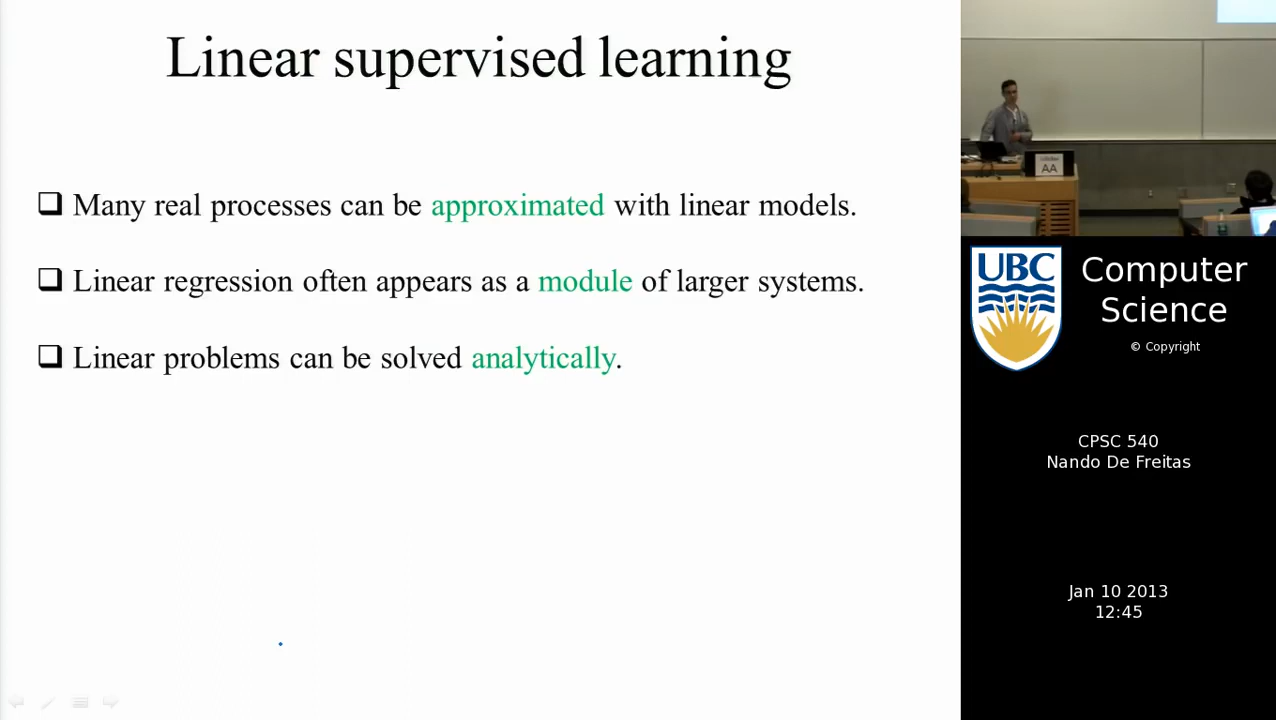 Linear supervised learning
❑ Many real processes can be approximated with linear models.
❑ Linear regression often appears as a module of larger systems.
❑ Linear problems can be solved analytically.
AA
UBC
Computer
Science
© Copyright
CPSC 540
Nando De Freitas
Jan 10 2013
12:45